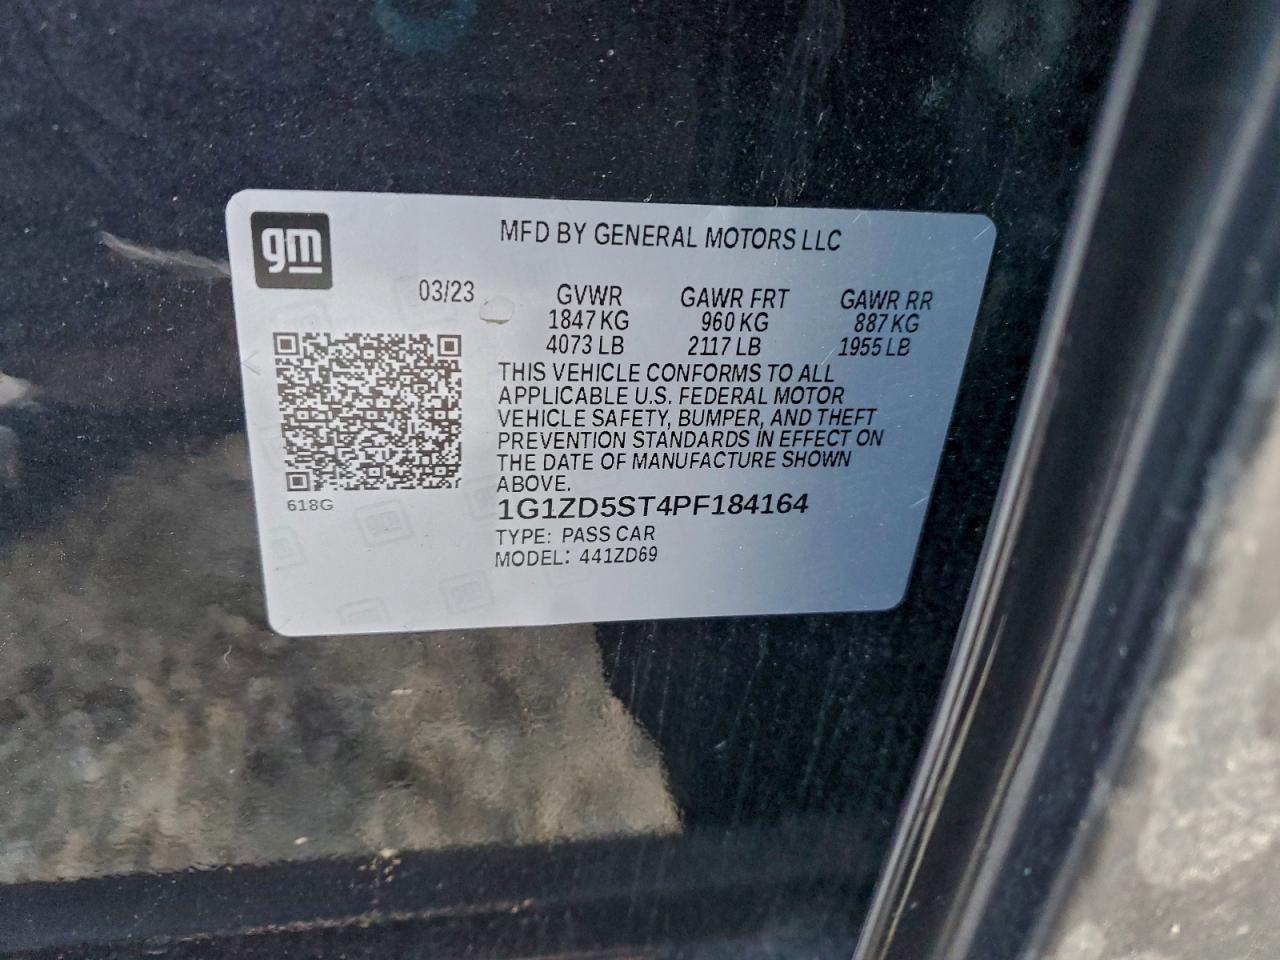 gm
MFD BY GENERAL MOTORS LLC
03/23 GVWR GAWR FRT GAWR RR
1847 KG 960 KG 887 KG
4073 LB 2117 LB 1955 LB
THIS VEHICLE CONFORMS TO ALL
APPLICABLE U.S. FEDERAL MOTOR
VEHICLE SAFETY, BUMPER, AND THEFT
PREVENTION STANDARDS IN EFFECT ON
THE DATE OF MANUFACTURE SHOWN
ABOVE.
618G
1G1ZD5ST4PF184164
TYPE: PASS CAR
MODEL: 441ZD69